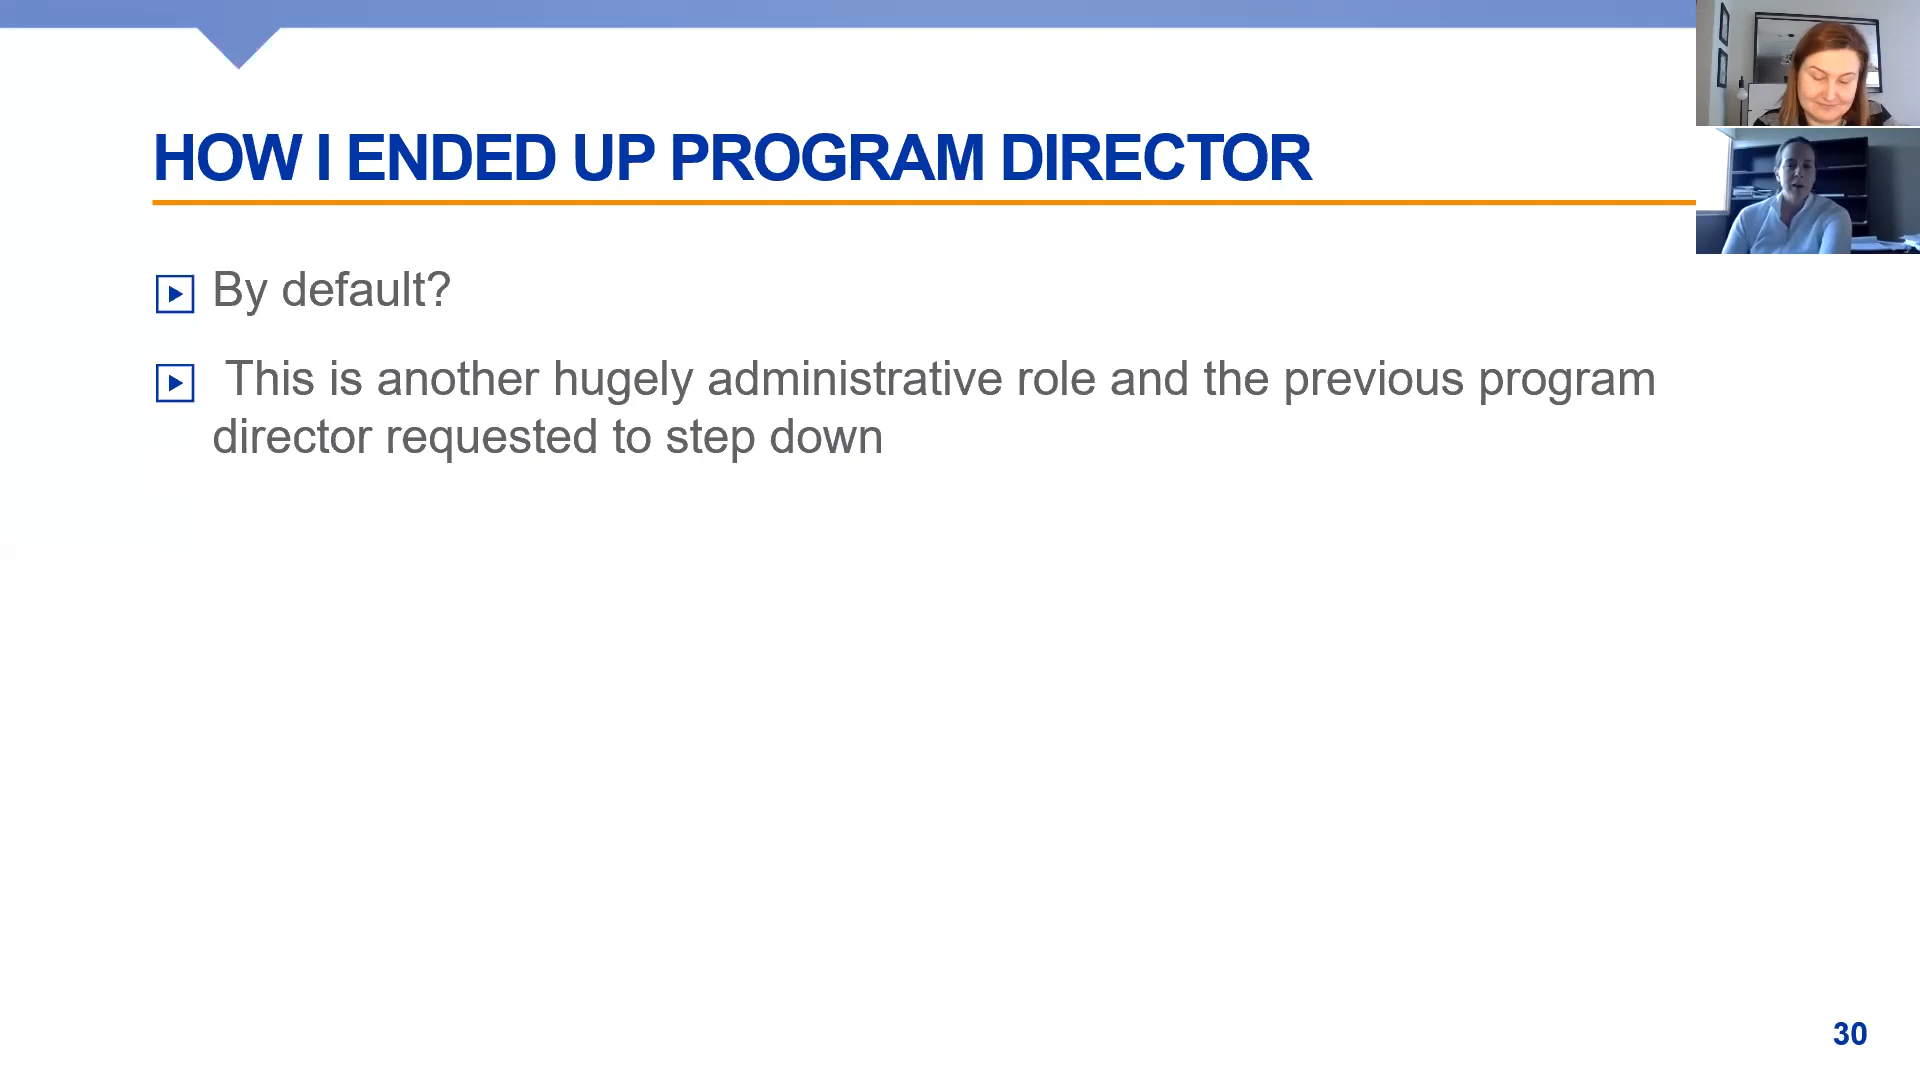 HOW I ENDED UP PROGRAM DIRECTOR
By default?
This is another hugely administrative role and the previous program
director requested to step down
30